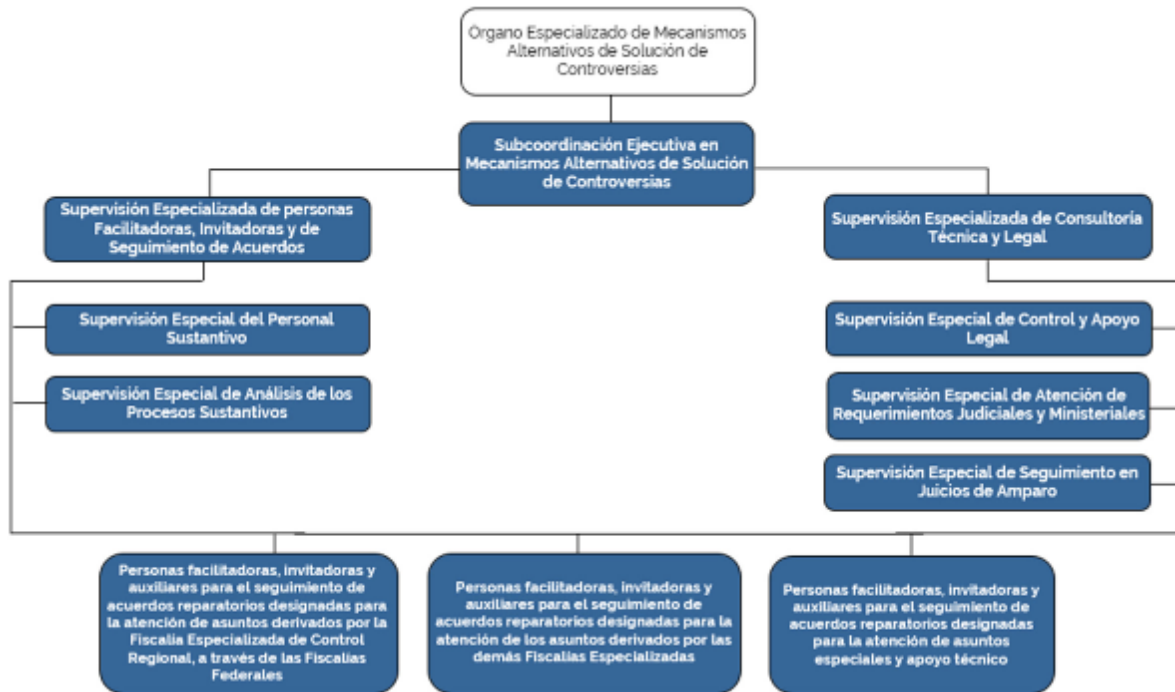 Órgano Especializado de Mecanismos
Alternativos de Solución de
Controversias
Subcoordinación Ejecutiva en
Mecanismos Alternativos de Solución
de Controversias
Supervisión Especializada de personas
Facilitadoras, Invitadoras y de
Seguimiento de Acuerdos
Supervisión Especializada de Consultoría
Técnica y Legal
Supervisión Especial del Personal
Sustantivo
Supervisión Especial de Control y Apoyo
Legal
Supervisión Especial de Análisis de los
Procesos Sustantivos
Supervisión Especial de Atención de
Requerimientos Judiciales y Ministeriales
Supervisión Especial de Seguimiento en
Juicios de Amparo
Personas facilitadoras, invitadoras y
auxiliares para el seguimiento de
acuerdos reparatorios designadas para
la atención de asuntos derivados por la
Fiscalía Especializada de Control
Regional, a través de las Fiscalías
Federales
Personas facilitadoras, invitadoras y
auxiliares para el seguimiento de
acuerdos reparatorios designadas para la
atención de los asuntos derivados por las
demás Fiscalías Especializadas
Personas facilitadoras, invitadoras y
auxiliares para el seguimiento de
acuerdos reparatorios designadas
para la atención de asuntos
especiales y apoyo técnico